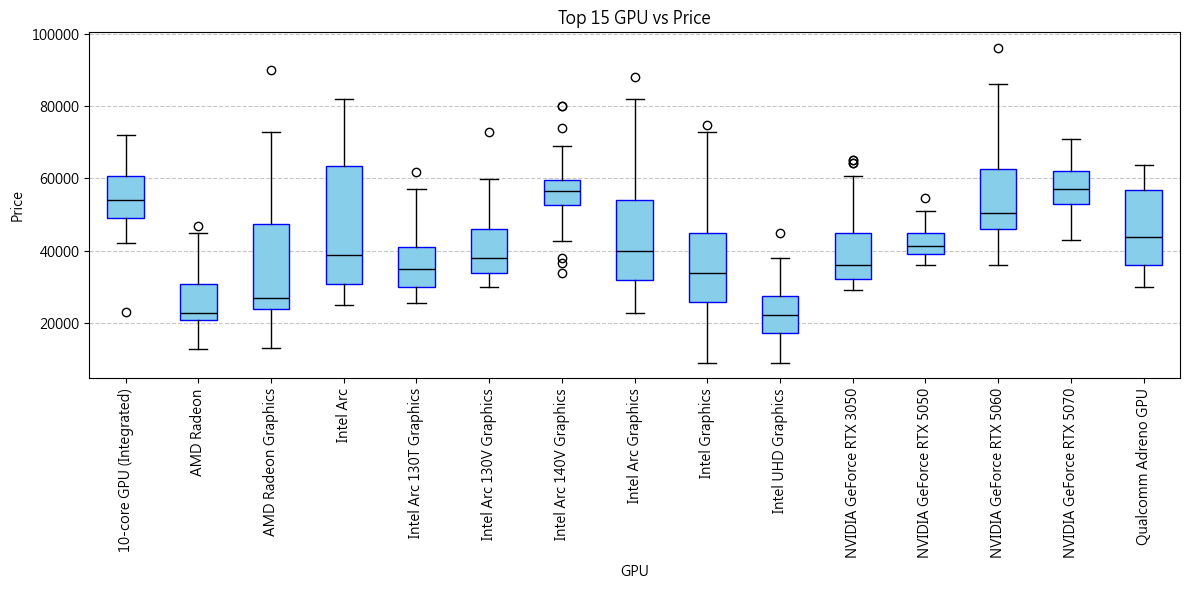 Top 15 GPU vs Price
Price
100000
80000
60000
40000
20000
10-core GPU (Integrated)
AMD Radeon
AMD Radeon Graphics
Intel Arc
Intel Arc 130T Graphics
Intel Arc 130V Graphics
Intel Arc 140V Graphics
Intel Arc Graphics
Intel Graphics
Intel UHD Graphics
NVIDIA GeForce RTX 3050
NVIDIA GeForce RTX 5050
NVIDIA GeForce RTX 5060
NVIDIA GeForce RTX 5070
Qualcomm Adreno GPU
GPU